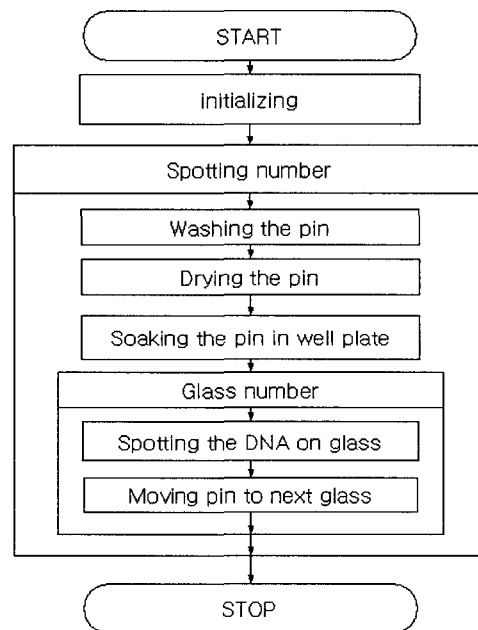 START
initializing
Spotting number
Washing the pin
Drying the pin
Soaking the pin in well plate
Glass number
Spotting the DNA on glass
Moving pin to next glass
STOP